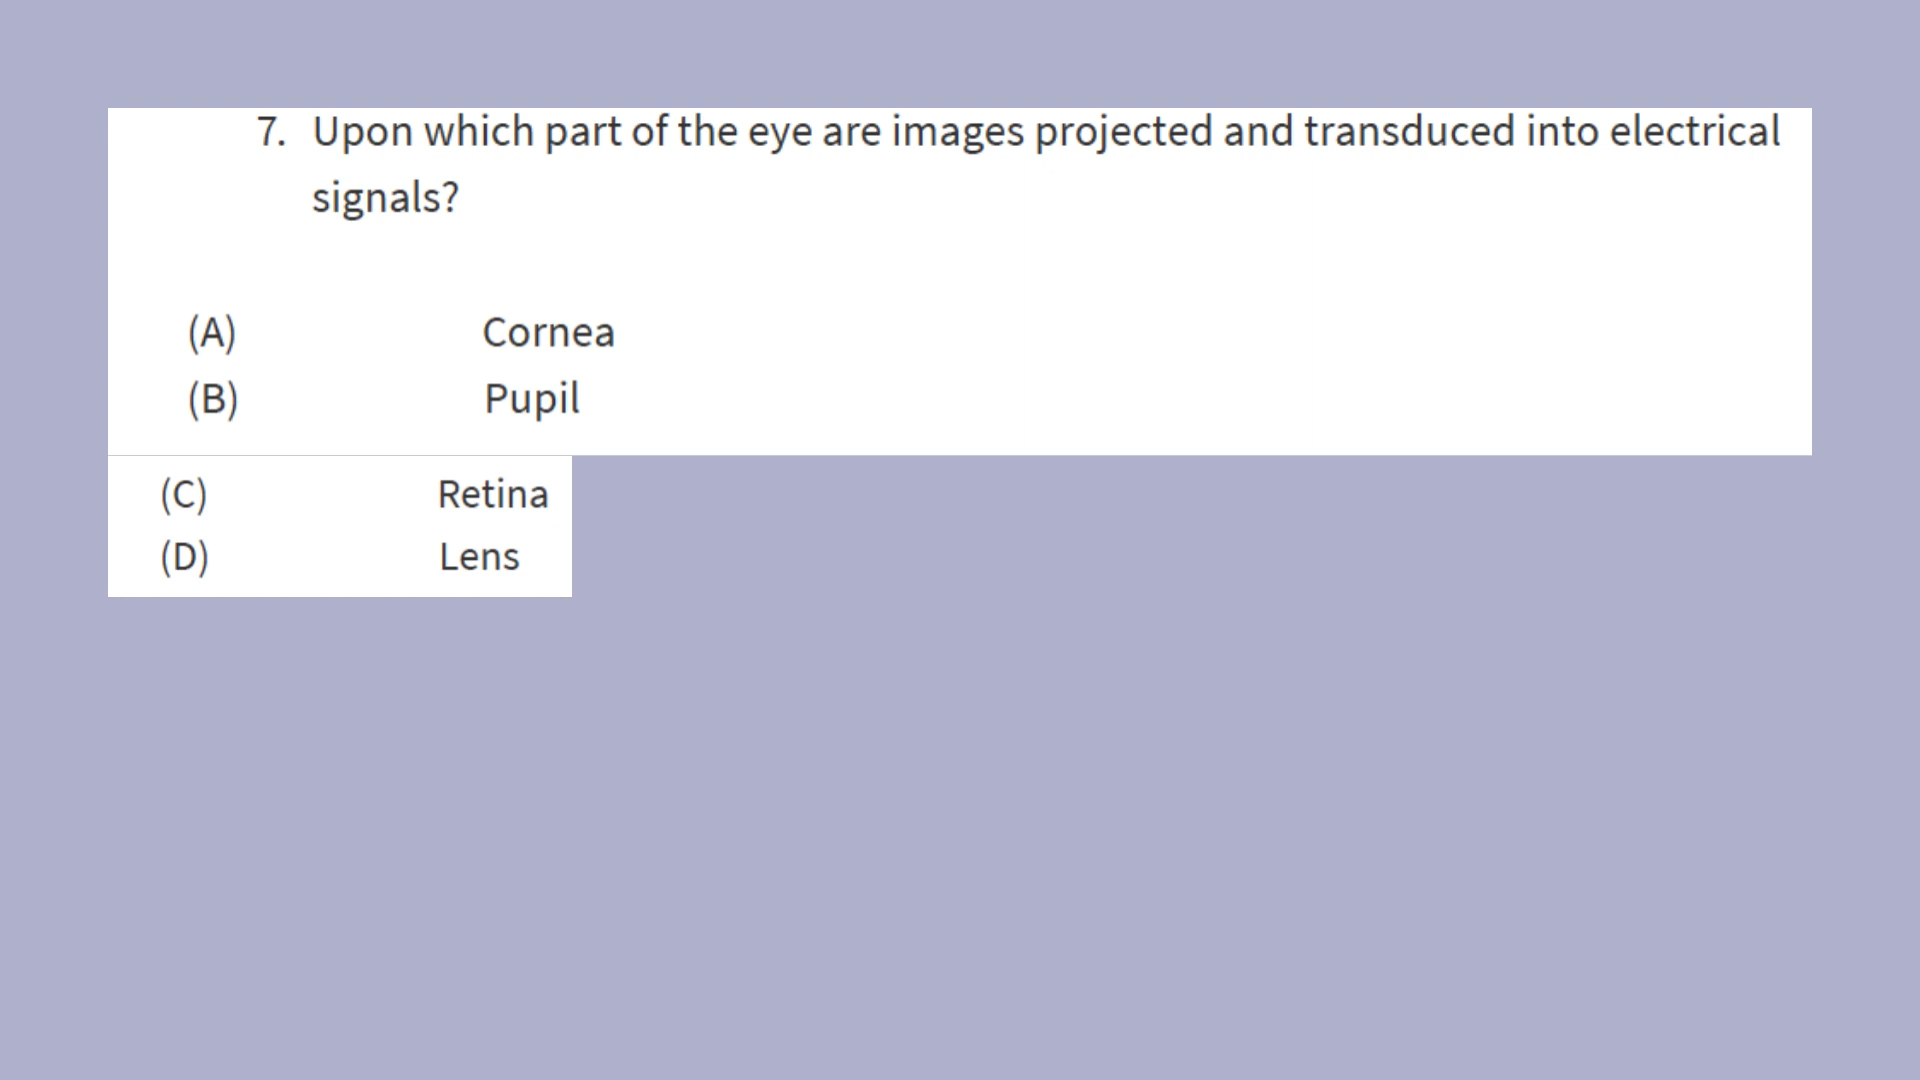 7. Upon which part of the eye are images projected and transduced into electrical
signals?
(A) Cornea
(B) Pupil
(C) Retina
(D) Lens